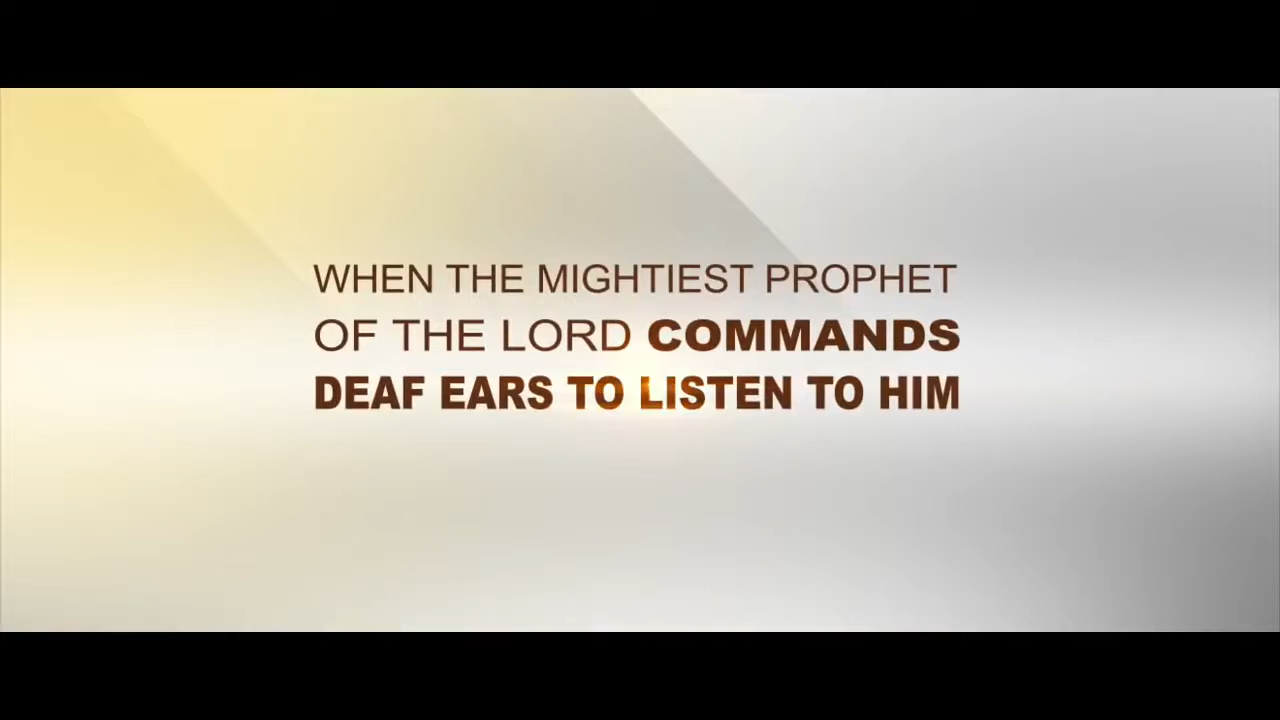 WHEN THE MIGHTIEST PROPHET
OF THE LORD COMMANDS
DEAF EARS TO LISTEN TO HIM